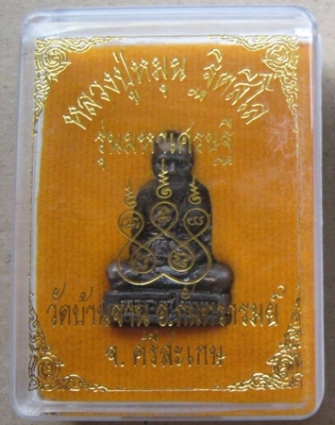 หลวงปู่หมุน ฐิตสีโล
รุ่นมหาเศรษฐี
วัดบ้านจาน อ.กันทรารมย์
จ. ศรีสะเกษ